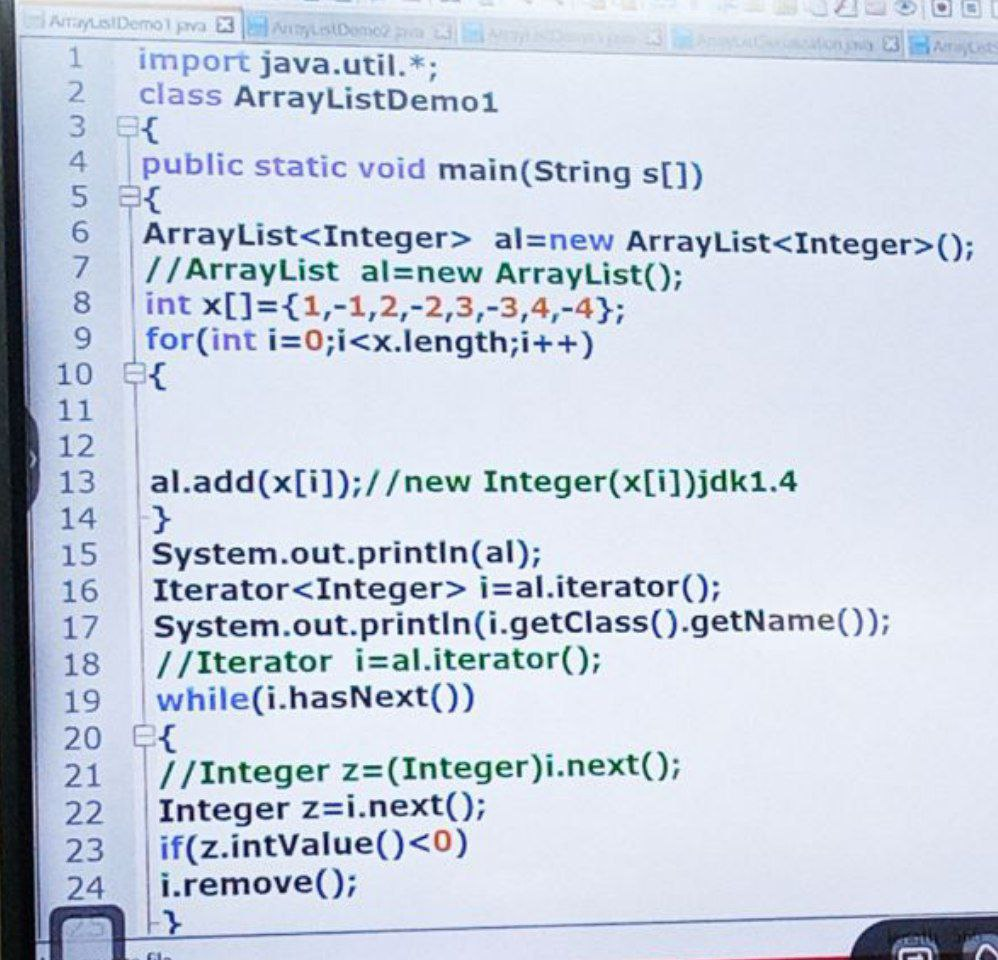 ArrayListDemo1.java ArrayListDemo2.java
1 import java.util.*;
2 class ArrayListDemo1
3 {
4 public static void main(String s[])
5 {
6 ArrayList<Integer> al=new ArrayList<Integer>();
7 //ArrayList al=new ArrayList();
8 int x[]={1,-1,2,-2,3,-3,4,-4};
9 for(int i=0;i<x.length;i++)
10 {
11
12
13 al.add(x[i]);//new Integer(x[i])jdk1.4
14 }
15 System.out.println(al);
16 Iterator<Integer> i=al.iterator();
17 System.out.println(i.getClass().getName());
18 //Iterator i=al.iterator();
19 while(i.hasNext())
20 {
21 //Integer z=(Integer)i.next();
22 Integer z=i.next();
23 if(z.intValue()<0)
24 i.remove();
25 }